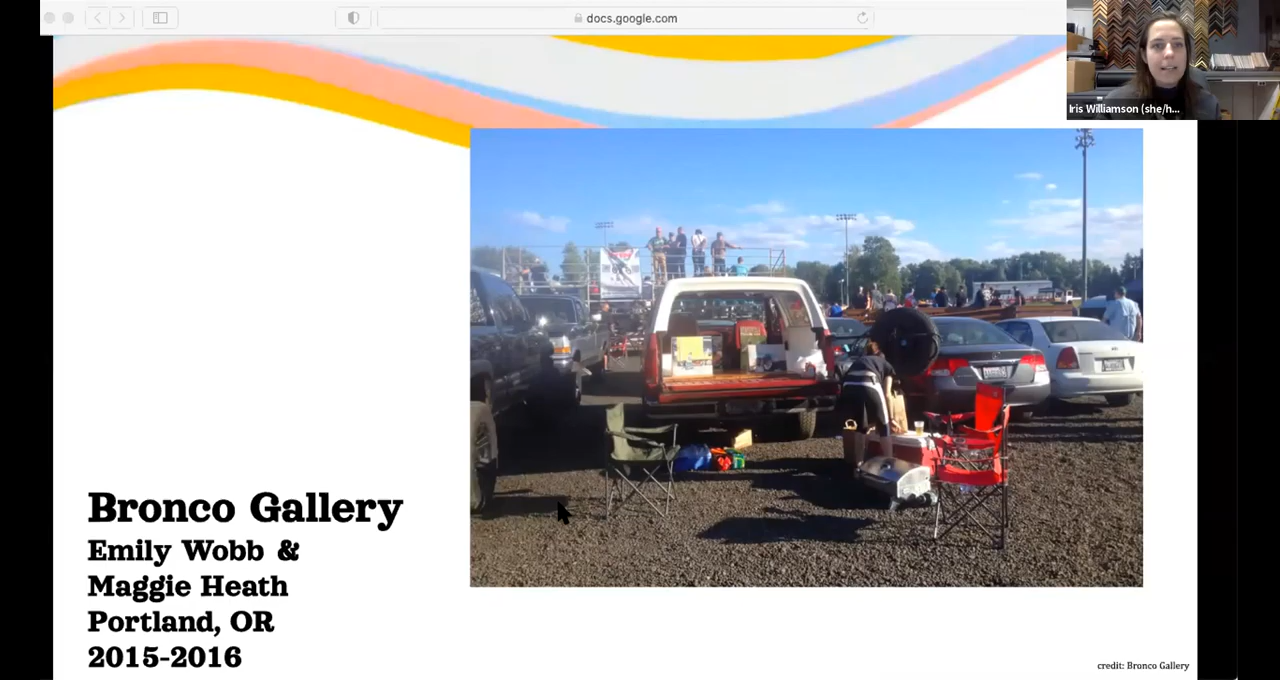 docs.google.com
Iris Williamson (she/h...
Bronco Gallery
Emily Wobb &
Maggie Heath
Portland, OR
2015-2016
credit: Bronco Gallery